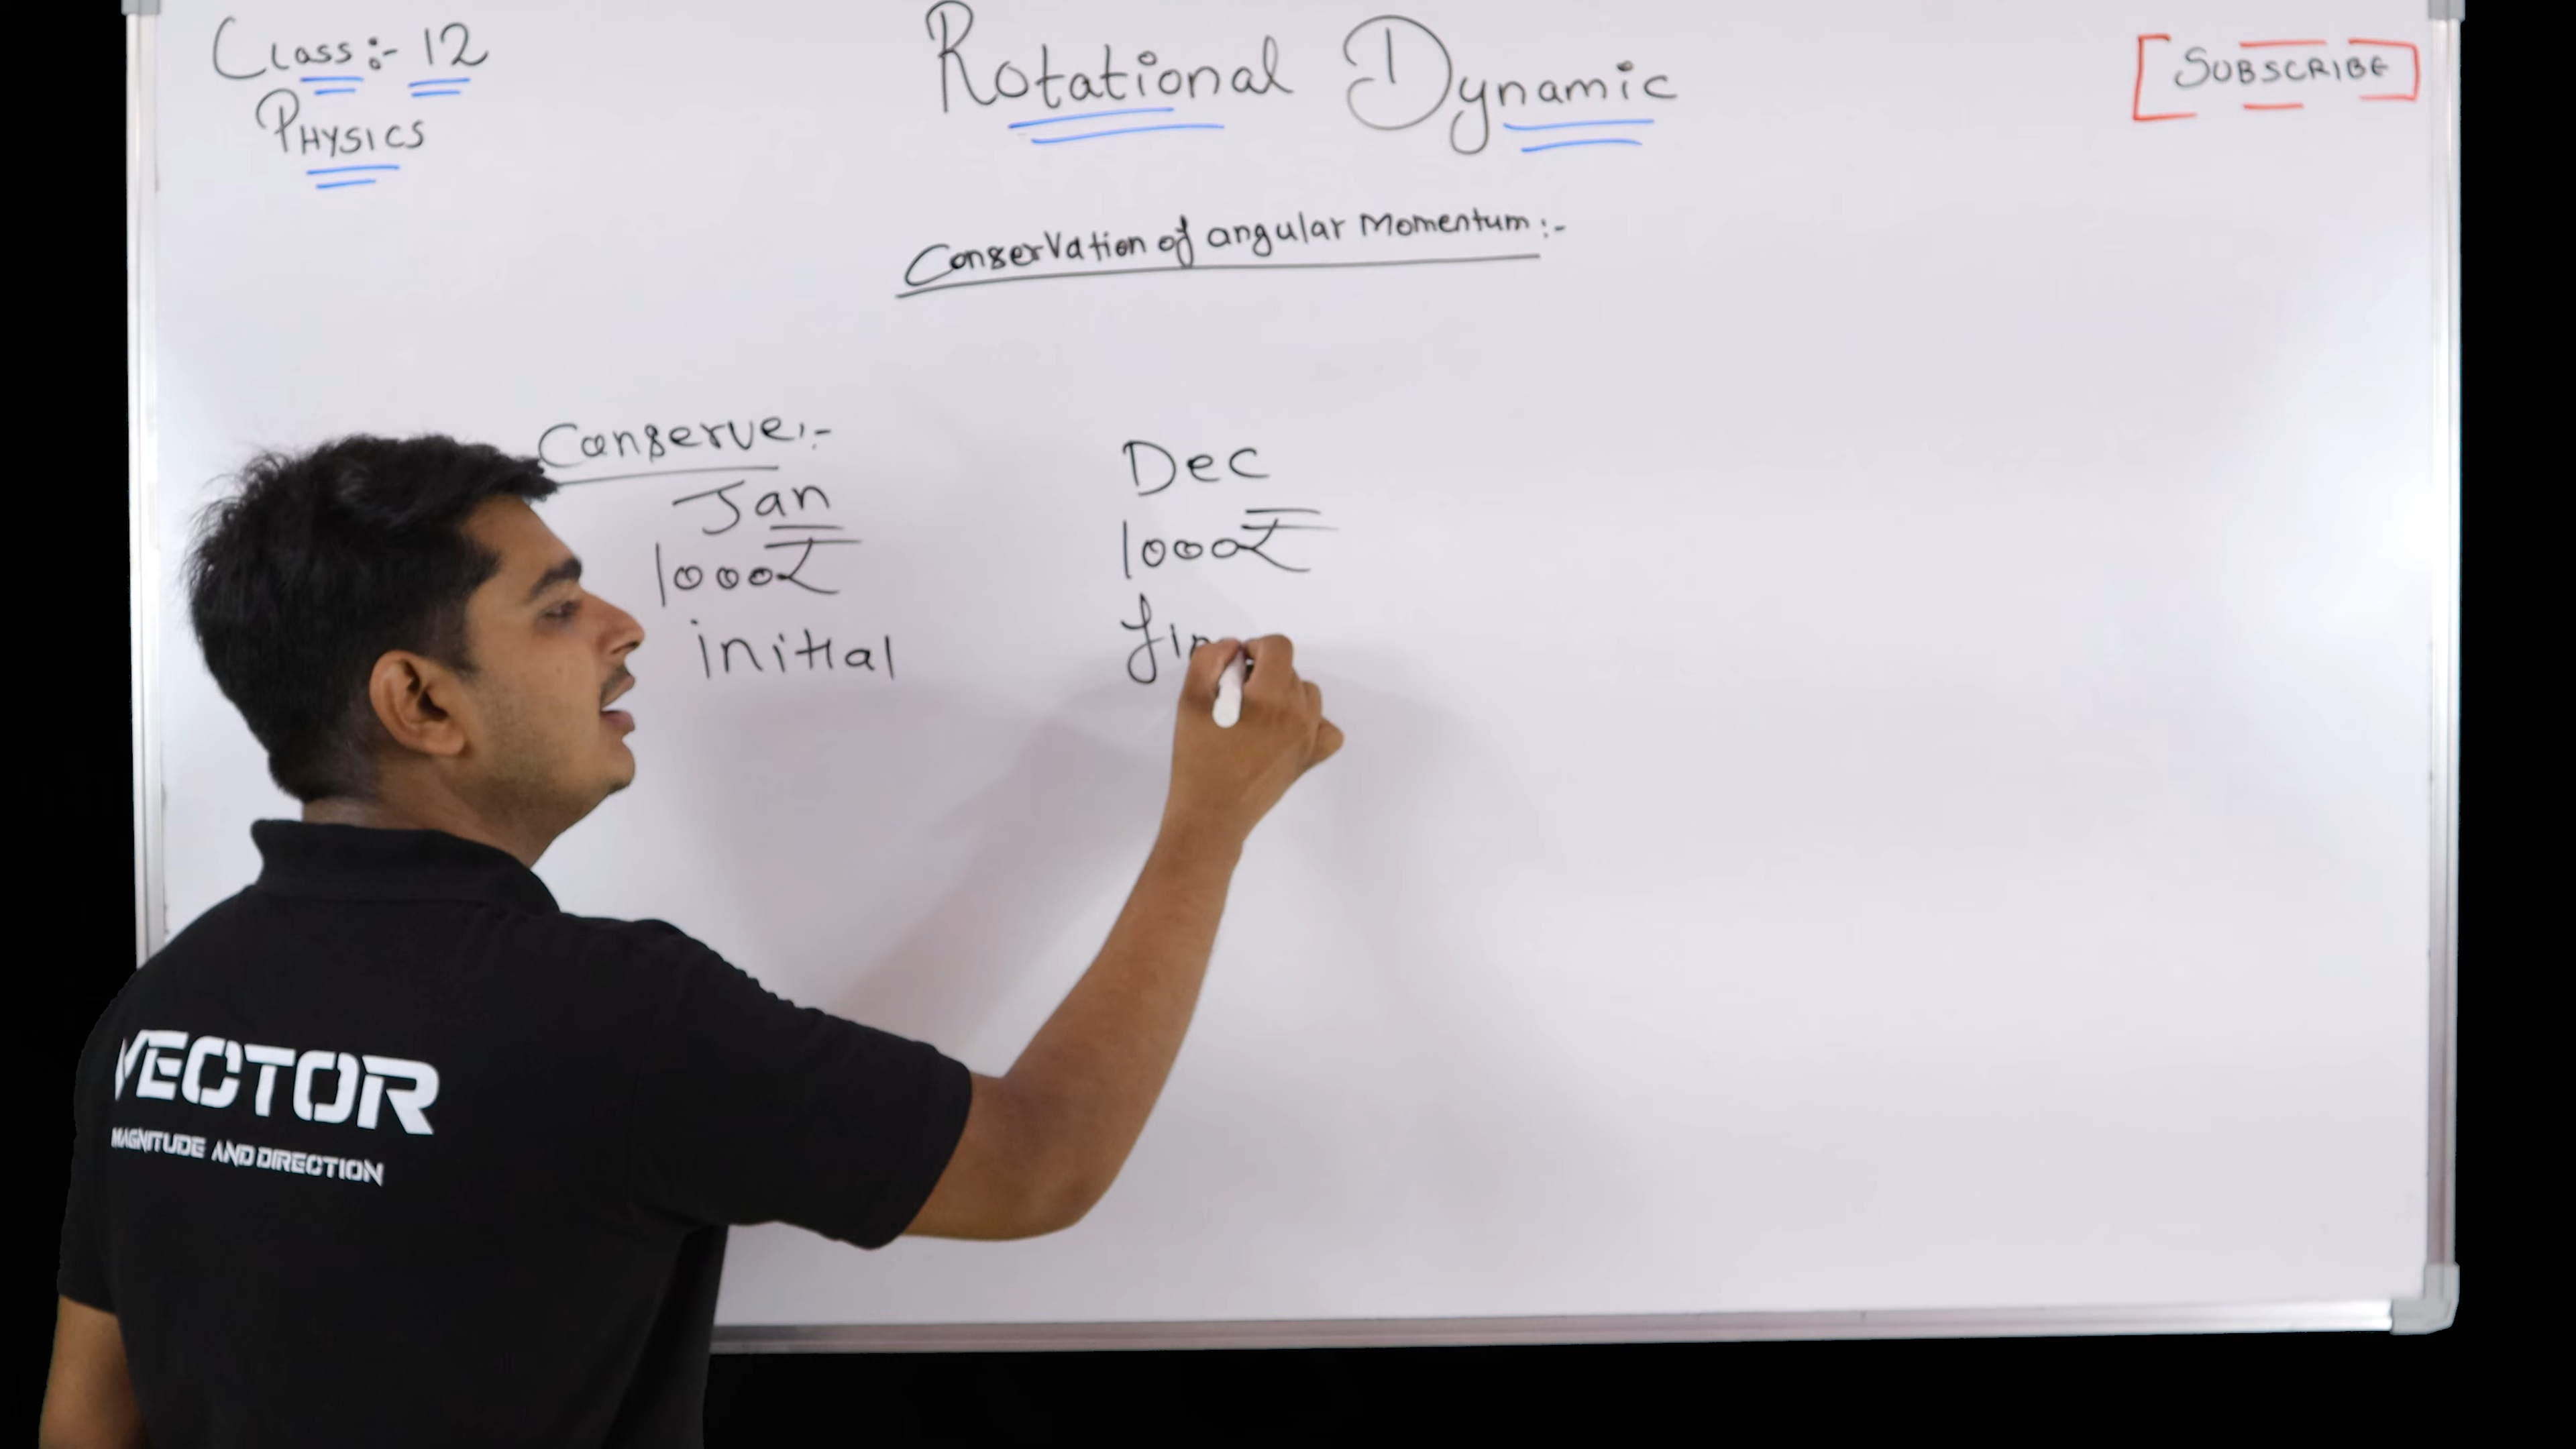 Class:- 12
PHYSICS
Rotational Dynamic
SUBSCRIBE
Conservation of angular Momentum:-
Conserve:-
Jan
1000₹
initial
Dec
1000₹
fin
VECTOR
MAGNITUDE AND DIRECTION